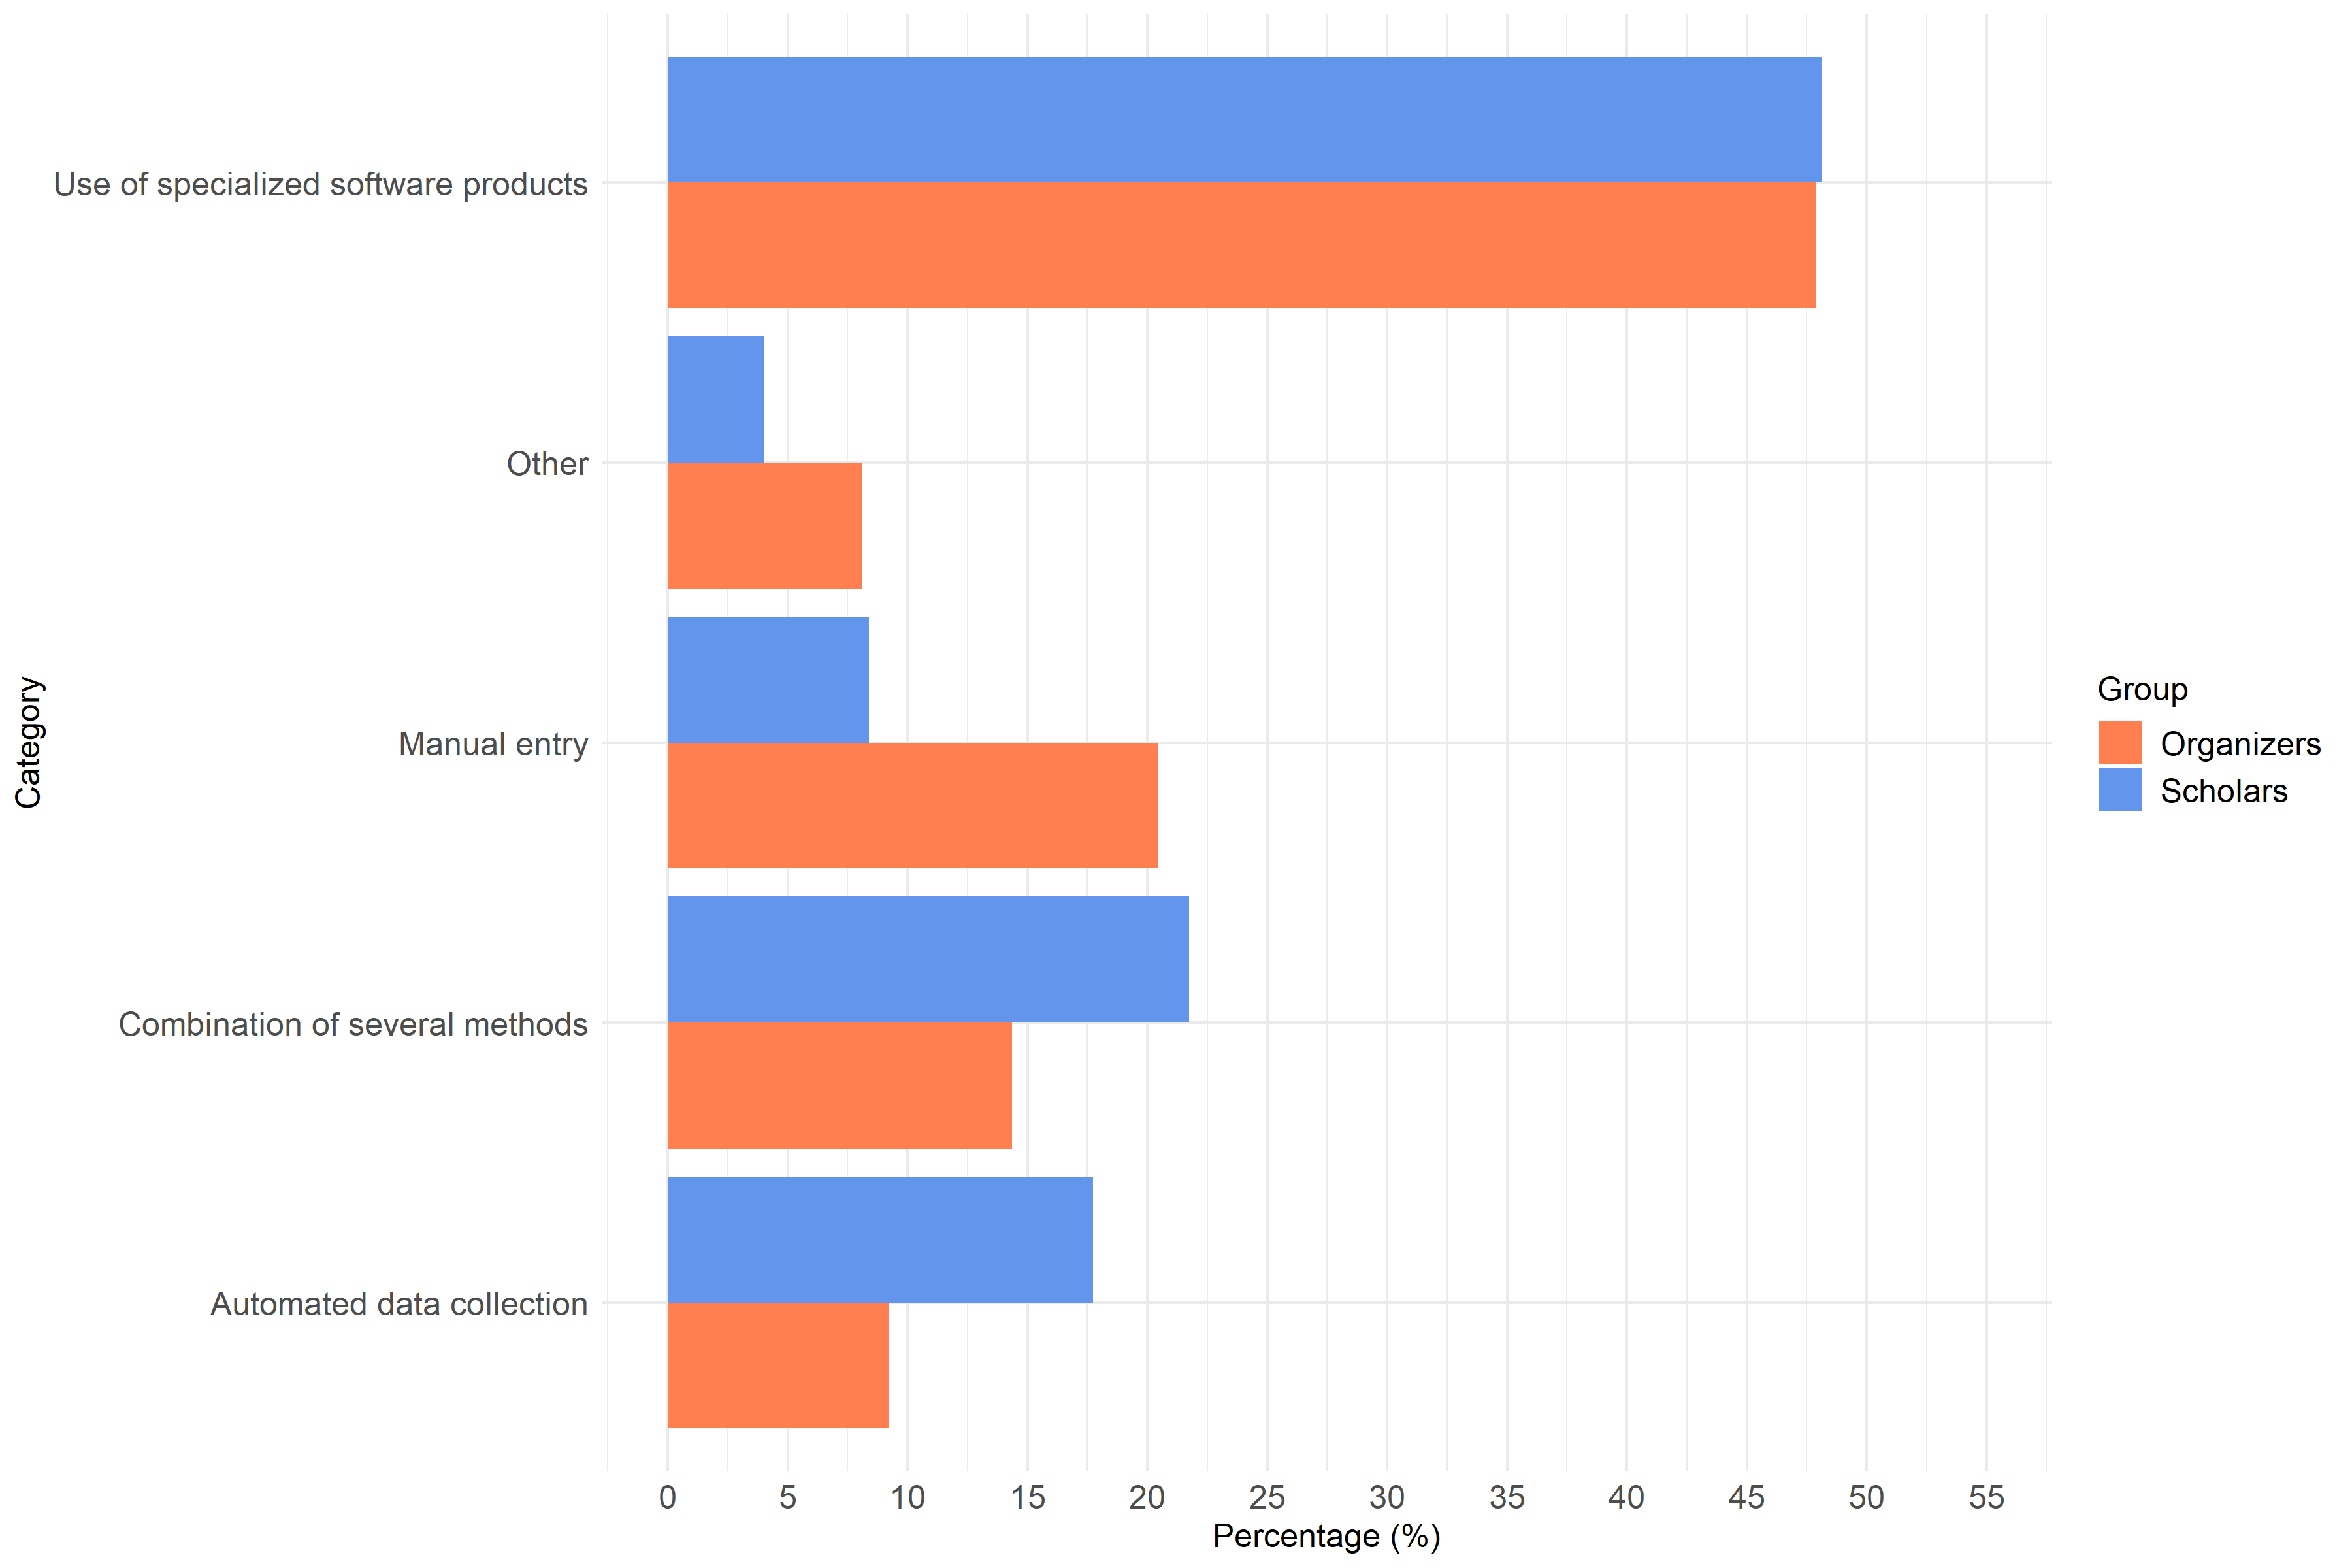 Use of specialized software products
Other
Manual entry
Combination of several methods
Automated data collection
Category
0 5 10 15 20 25 30 35 40 45 50 55
Percentage (%)
Group
Organizers
Scholars